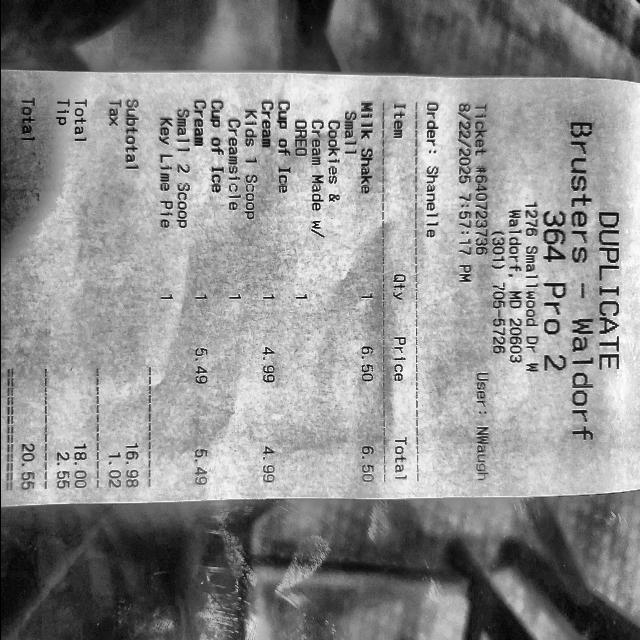 DUPLICATE
Brusters - Waldorf
364 Pro 2
1276 Smallwood Dr W
Waldorf, MD 20603
(301) 705-5726
Ticket #640723736 User: NWaugh
8/22/2025 7:57:17 PM
Order: Shanelle
Item Qty Price Total
Milk Shake 1 6.50 6.50
Small
Cookies &
Cream Made w/
OREO 1
Cup of Ice 1 4.99 4.99
Cream
Kids 1 Scoop
Creamsicle 1
Cup of Ice 1 5.49 5.49
Cream
Small 2 Scoop
Key Lime Pie 1
Subtotal 16.98
Tax 1.02
Total 18.00
Tip 2.56
Total 20.56